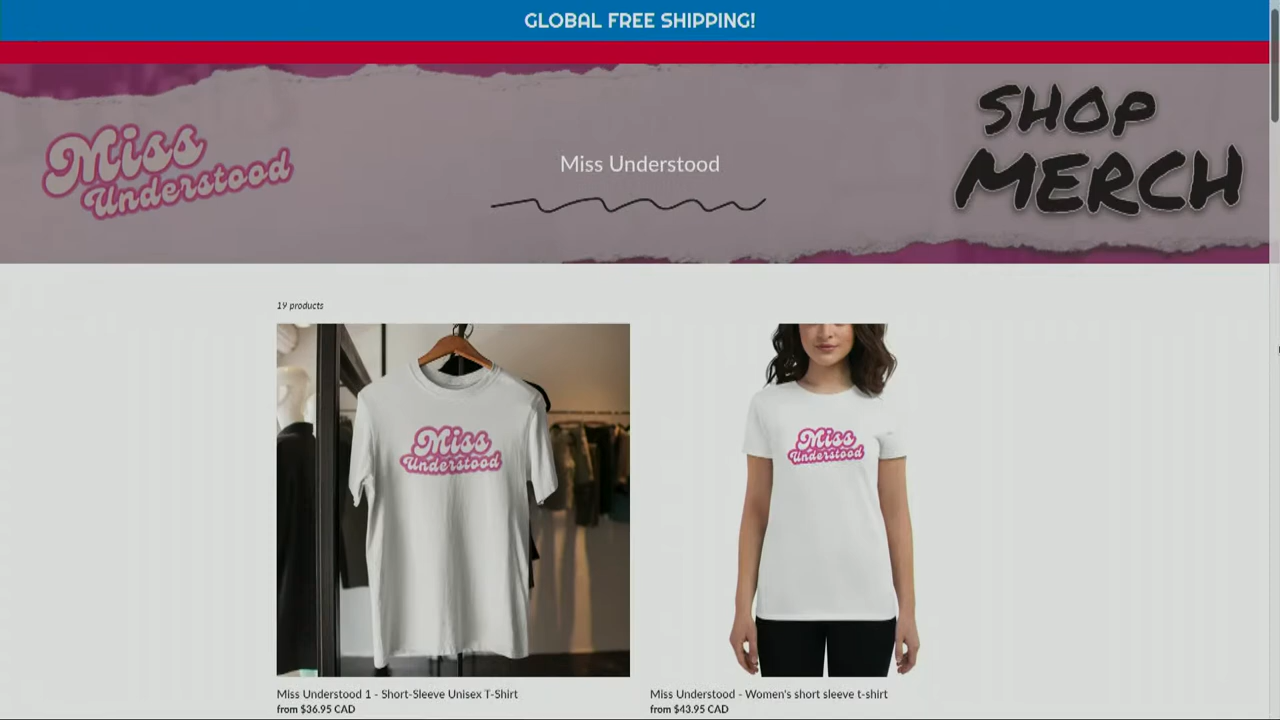 GLOBAL FREE SHIPPING!
Miss
Understood
Miss Understood
SHOP
MERCH
19 products
Miss
Understood
Miss
Understood
Miss Understood 1 - Short-Sleeve Unisex T-Shirt
from $36.95 CAD
Miss Understood - Women's short sleeve t-shirt
from $43.95 CAD